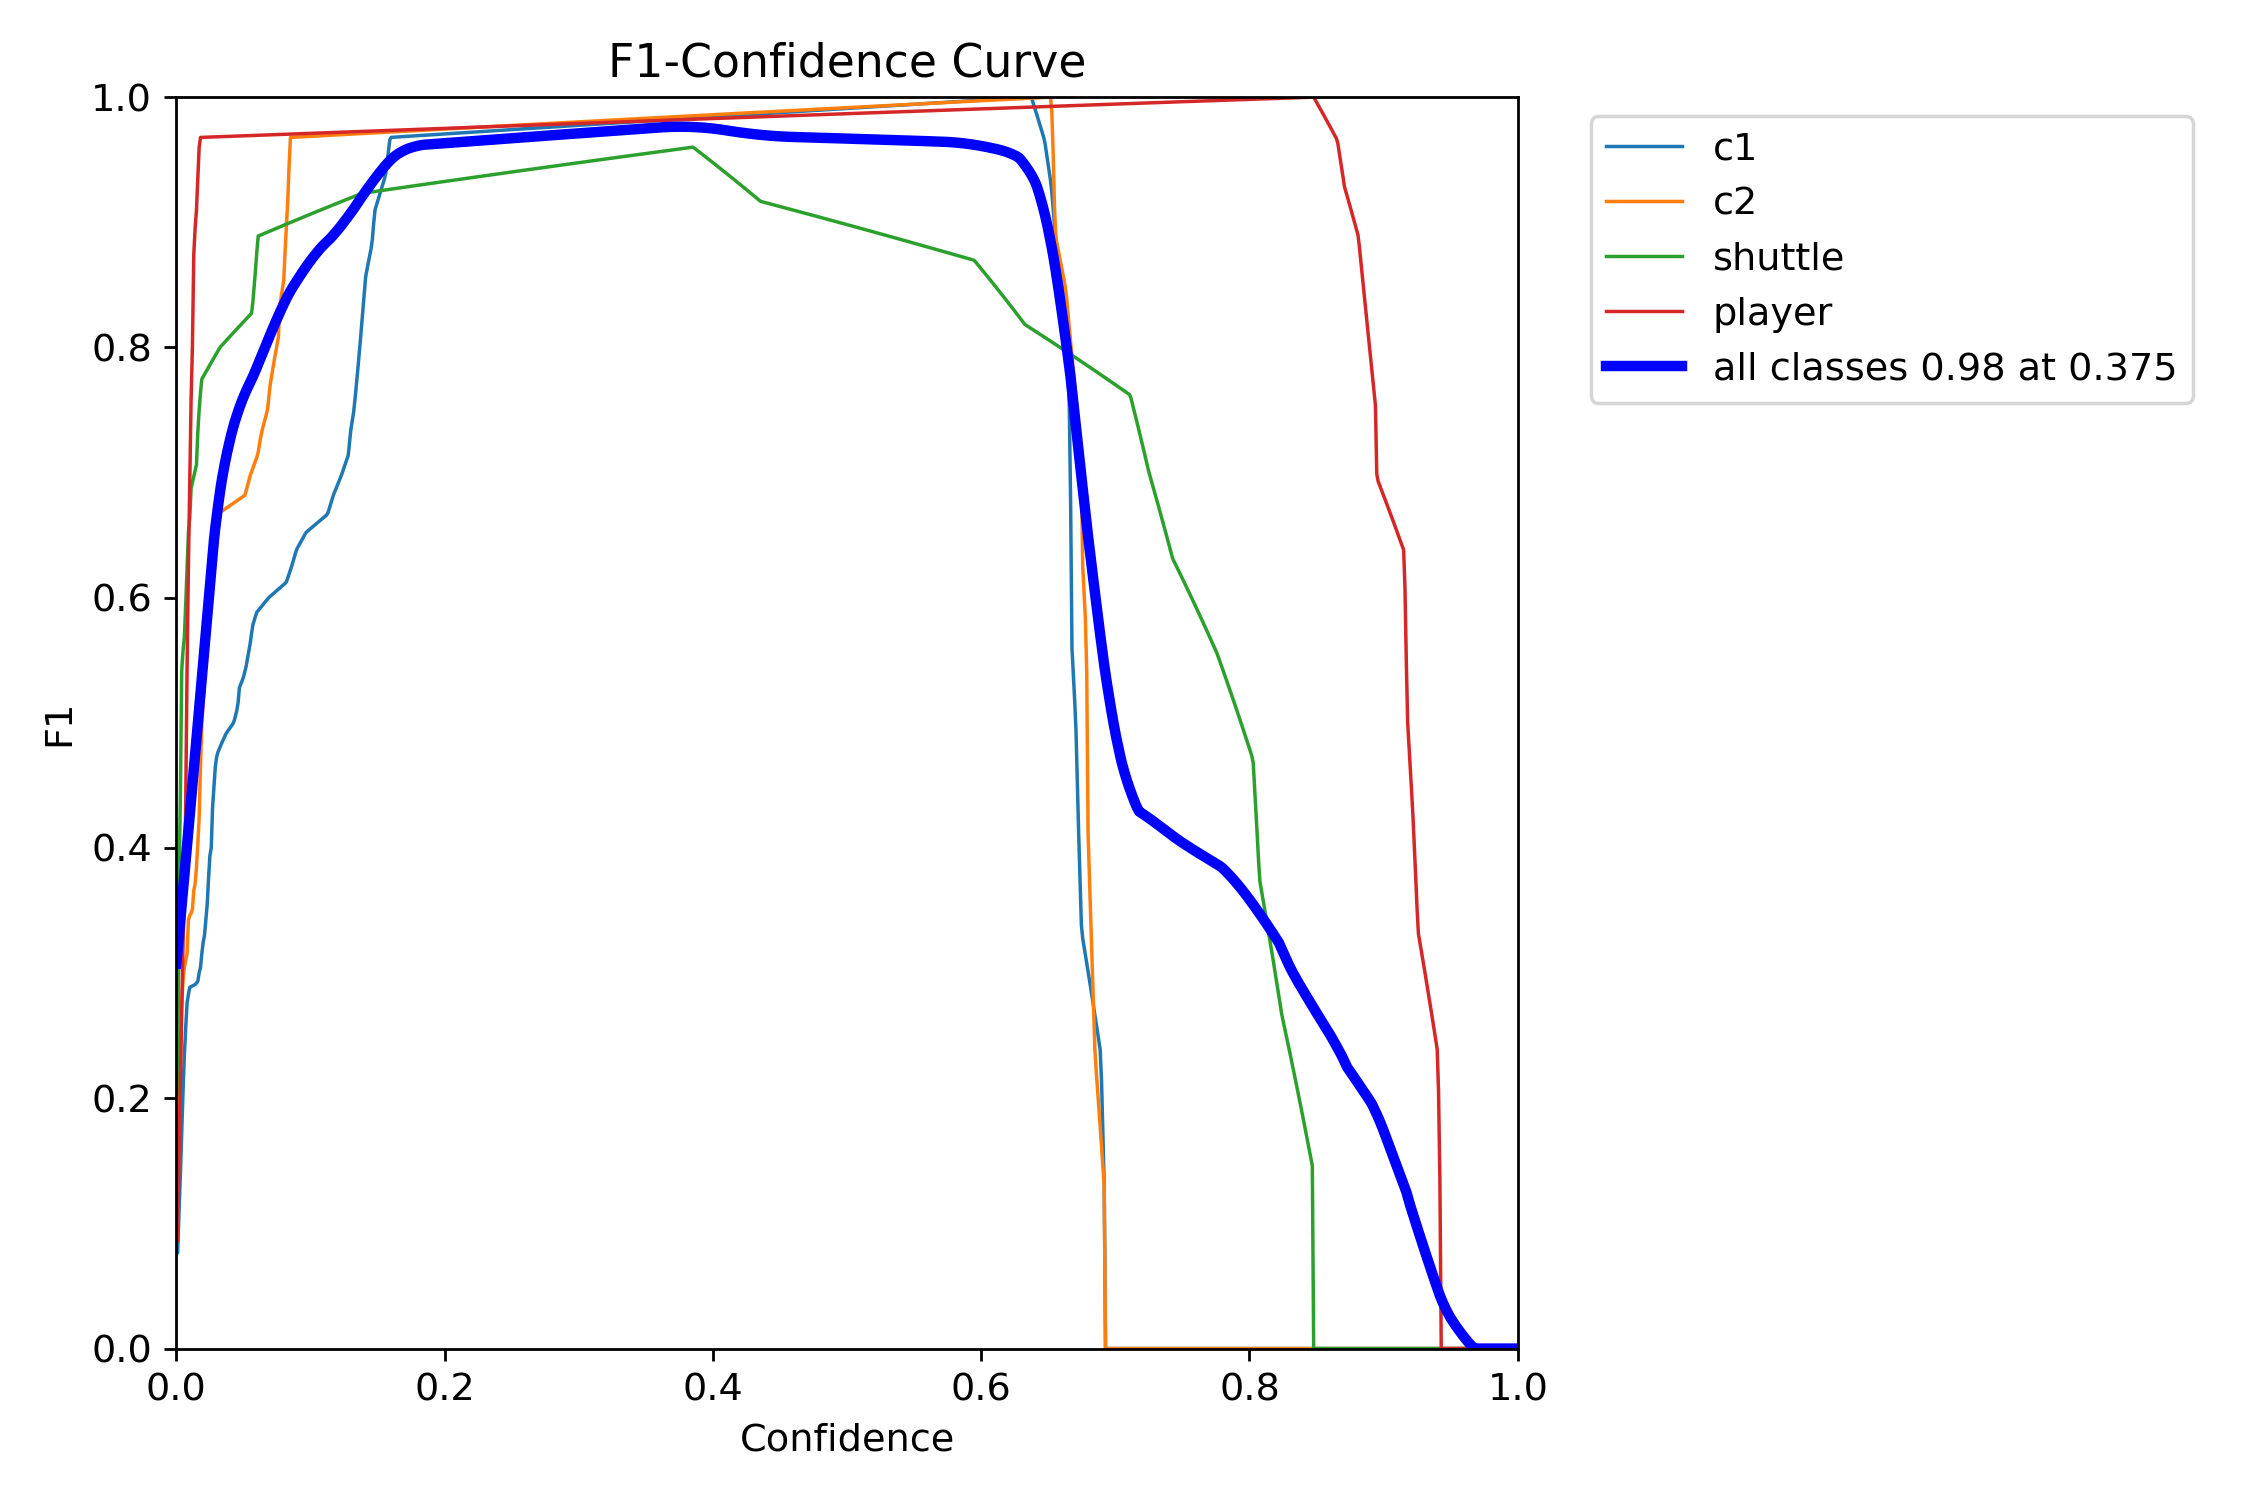 F1-Confidence Curve
1.0
0.8
0.6
0.4
0.2
0.0
F1
0.0 0.2 0.4 0.6 0.8 1.0
Confidence
c1
c2
shuttle
player
all classes 0.98 at 0.375